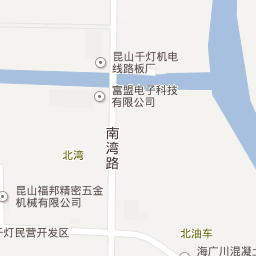 昆山千灯机电
线路板厂
富盟电子科技
有限公司
南湾路
北湾
昆山福邦精密五金
机械有限公司
千灯民营开发区
北油车
海广川混凝土